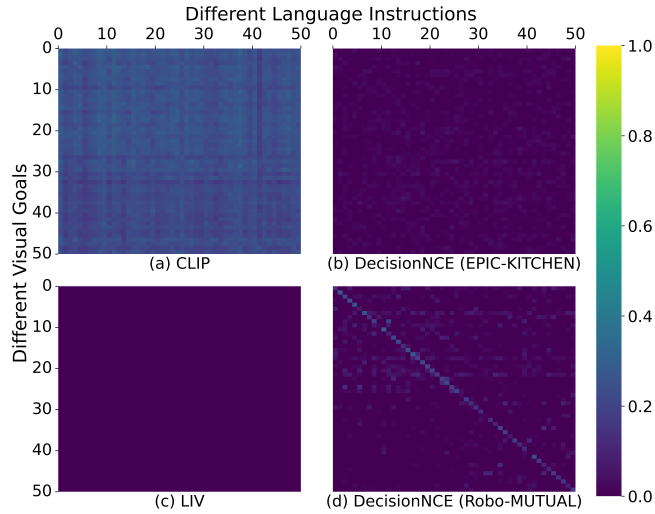 Different Language Instructions
0 10 20 30 40 50
0 10 20 30 40 50
0
10
20
30
40
50
(a) CLIP
(b) DecisionNCE (EPIC-KITCHEN)
Different Visual Goals
0
10
20
30
40
50
(c) LIV
(d) DecisionNCE (Robo-MUTUAL)
1.0
0.8
0.6
0.4
0.2
0.0